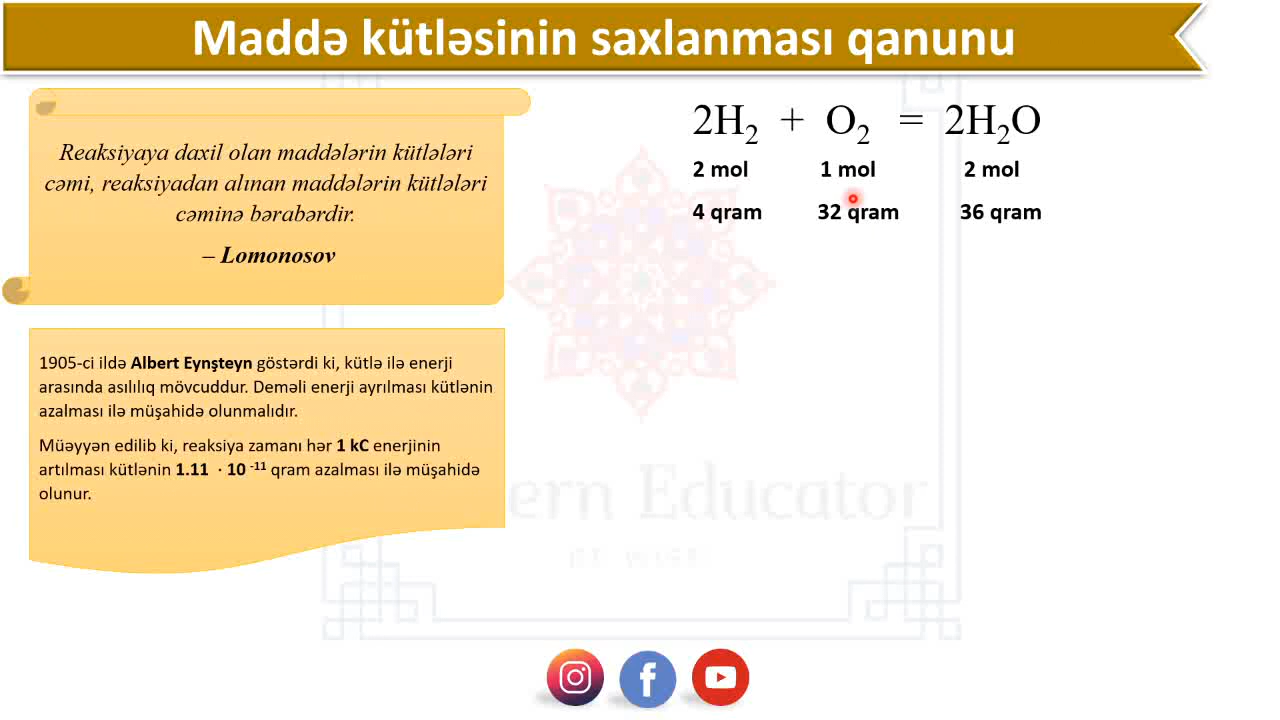 Maddə kütləsinin saxlanması qanunu
Reaksiyaya daxil olan maddələrin kütlələri
cəmi, reaksiyadan alınan maddələrin kütlələri
cəminə bərabərdir.
– Lomonosov
2H₂ + O₂ = 2H₂O
2 mol 1 mol 2 mol
4 qram 32 qram 36 qram
1905-ci ildə Albert Eynşteyn göstərdi ki, kütlə ilə enerji
arasında asılılıq mövcuddur. Deməli enerji ayrılması kütlənin
azalması ilə müşahidə olunmalıdır.
Müəyyən edilib ki, reaksiya zamanı hər 1 kC enerjinin
artılması kütlənin 1.11 · 10 ⁻¹¹ qram azalması ilə müşahidə
olunur.
ern Educator